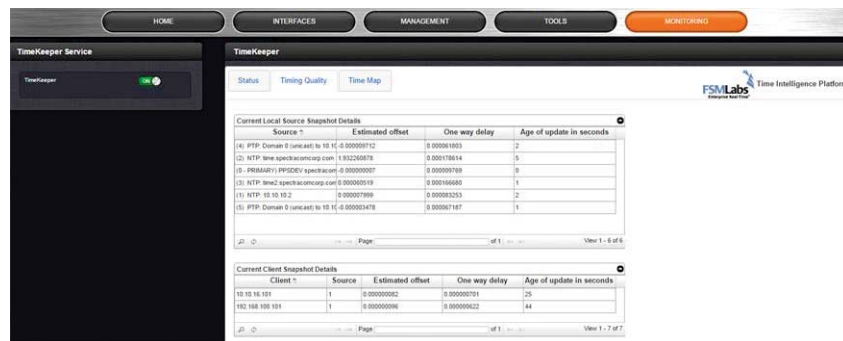 HOME INTERFACES MANAGEMENT TOOLS MONITORING
TimeKeeper Service
TimeKeeper
TimeKeeper ON
Status Timing Quality Time Map
FSMLabs Time Intelligence Platfor
Enterprise Real-Time
Current Local Source Snapshot Details
Source Estimated offset One way delay Age of update in seconds
(4) PTP: Domain 0 (unicast) to 10.1( -0.000009712 0.000061803 2
(2) NTP: time.spectracomcorp.com 1.932260878 0.000178614 5
(0 - PRIMARY) PPSDEV spectracom -0.000000007 0.000009769 0
(3) NTP: time2.spectracomcorp.com 0.000060519 0.000166680 1
(1) NTP: 10.10.10.2 0.000007999 0.000083253 2
(5) PTP: Domain 0 (unicast) to 10.1( -0.000003478 0.000067187 1
Page of 1 View 1 - 6 of 6
Current Client Snapshot Details
Client Source Estimated offset One way delay Age of update in seconds
10.10.16.101 1 0.000000082 0.000000701 25
192.168.100.101 1 0.000000096 0.000000622 44
Page of 1 View 1 - 7 of 7